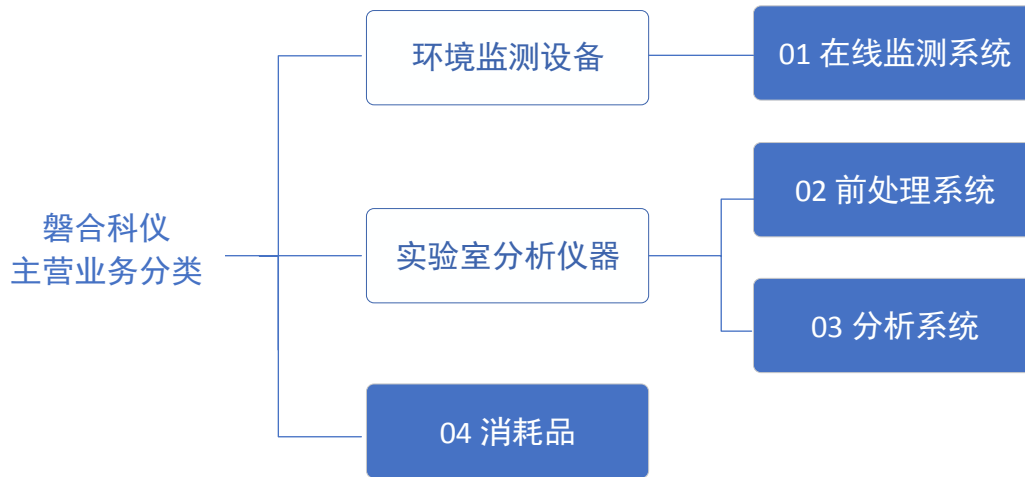 磐合科仪
主营业务分类
环境监测设备
01 在线监测系统
实验室分析仪器
02 前处理系统
03 分析系统
04 消耗品